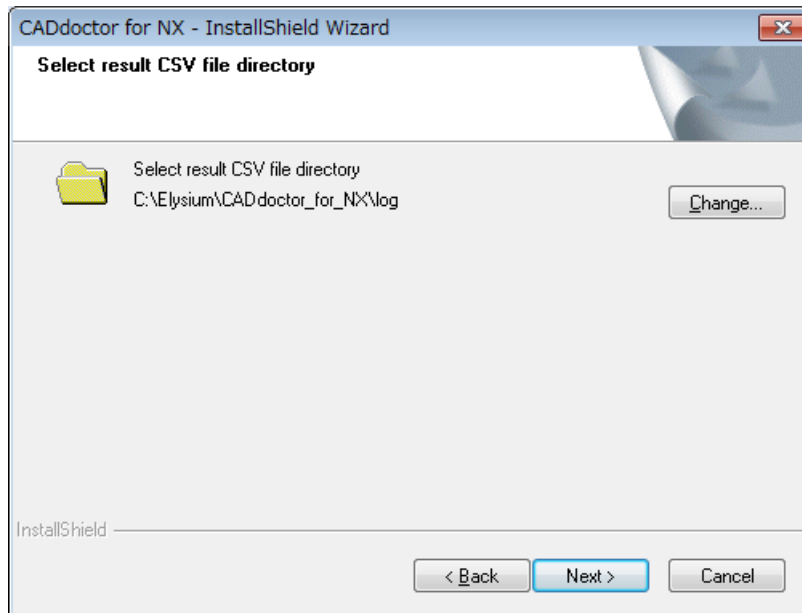 CADdoctor for NX - InstallShield Wizard
Select result CSV file directory
Select result CSV file directory
C:\Elysium\CADdoctor_for_NX\log
Change...
InstallShield
< Back
Next >
Cancel